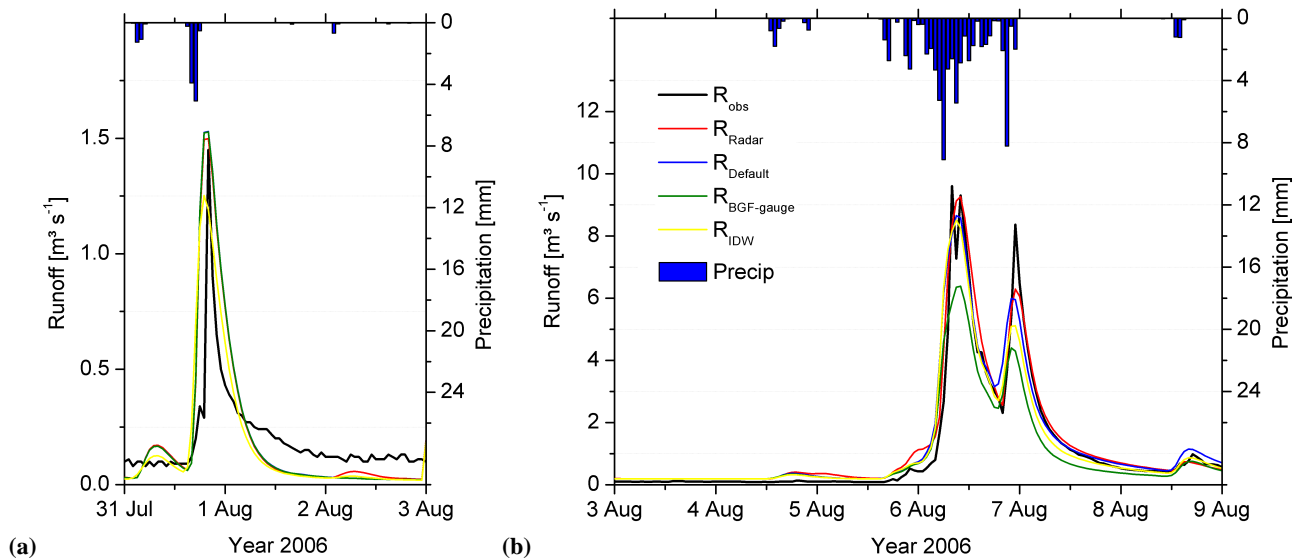 0
4
8
12
16
20
24
Precipitation [mm]
1.5
1.0
0.5
0.0
Runoff [m³ s⁻¹]
31 Jul
1 Aug
2 Aug
3 Aug
Year 2006
(a)
0
4
8
12
16
20
24
Precipitation [mm]
12
10
8
6
4
2
0
Runoff [m³ s⁻¹]
R_obs
R_Radar
R_Default
R_BGF-gauge
R_IDW
Precip
3 Aug
4 Aug
5 Aug
6 Aug
7 Aug
8 Aug
9 Aug
Year 2006
(b)